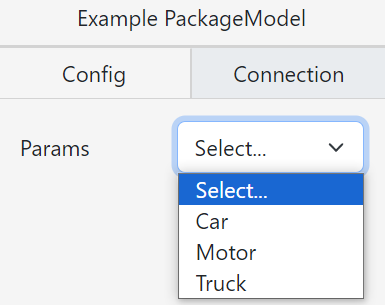 Example PackageModel
Config Connection
Params Select...
Select...
Car
Motor
Truck